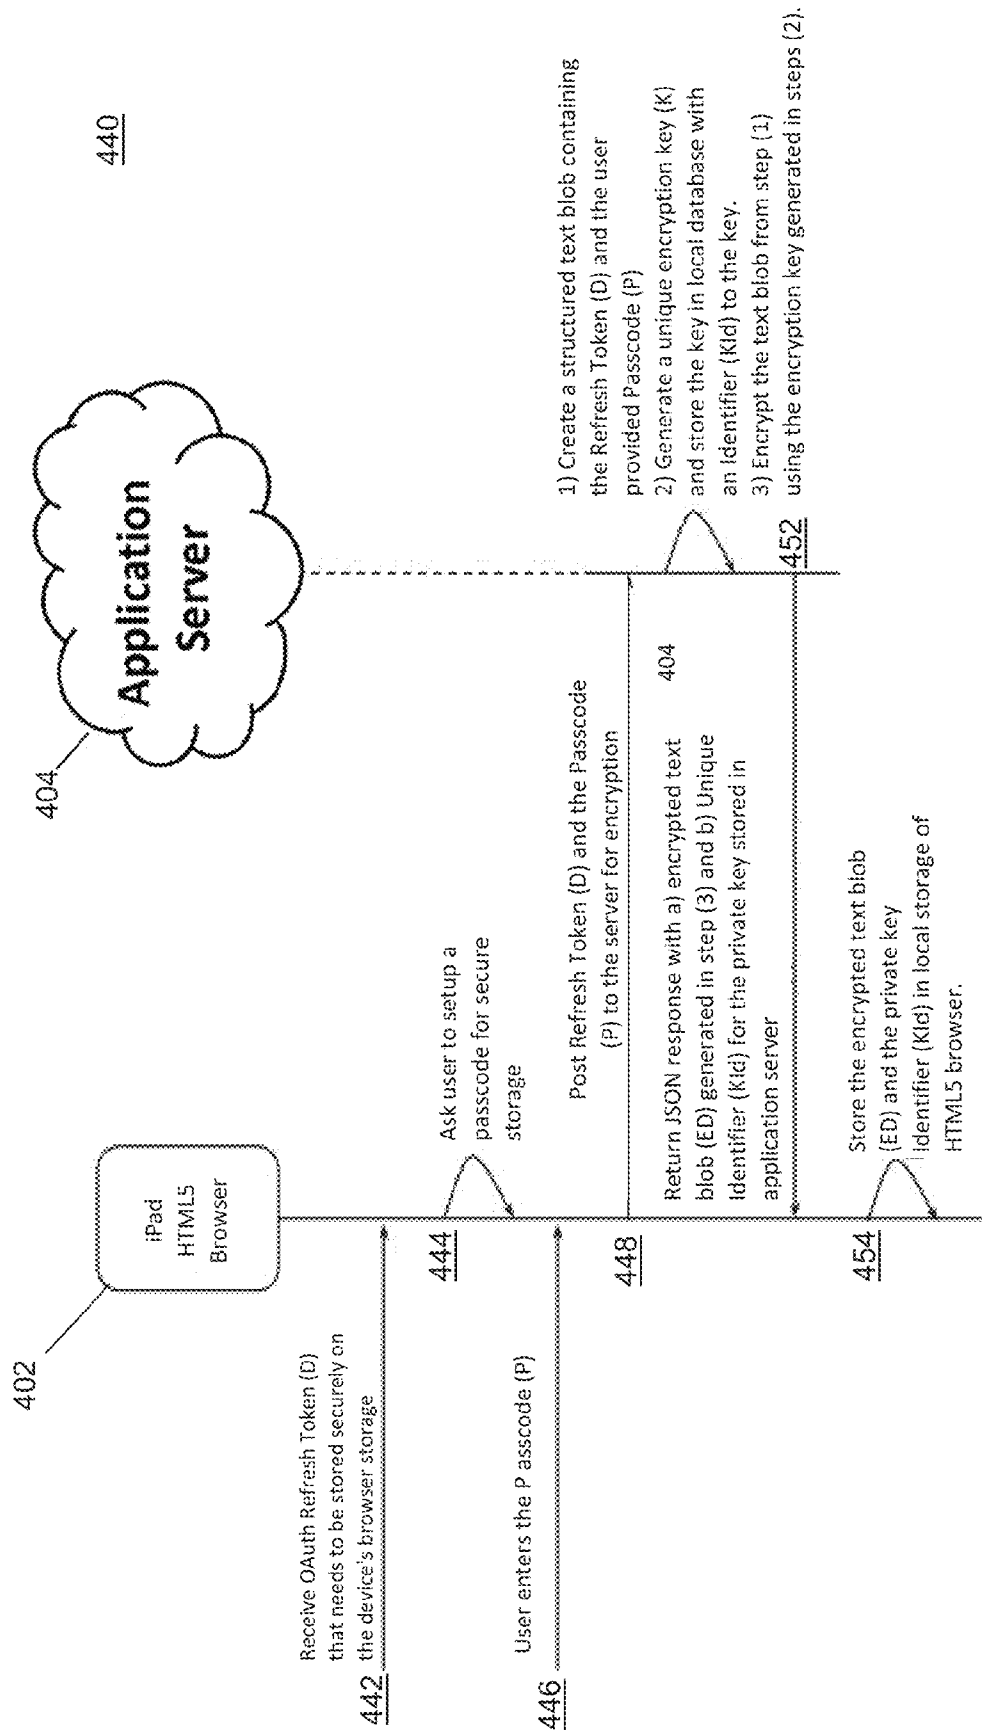 440
402
iPad
HTML5
Browser
404
Application
Server
442
Receive OAuth Refresh Token (D)
that needs to be stored securely on
the device's browser storage
444
Ask user to setup a
passcode for secure
storage
446
User enters the P asscode (P)
448
Post Refresh Token (D) and the Passcode
(P) to the server for encryption
404
1) Create a structured text blob containing
the Refresh Token (D) and the user
provided Passcode (P)
2) Generate a unique encryption key (K)
and store the key in local database with
an Identifier (KId) to the key.
3) Encrypt the text blob from step (1)
using the encryption key generated in steps (2).
452
Return JSON response with a) encrypted text
blob (ED) generated in step (3) and b) Unique
Identifier (KId) for the private key stored in
application server
454
Store the encrypted text blob
(ED) and the private key
Identifier (KId) in local storage of
HTML5 browser.